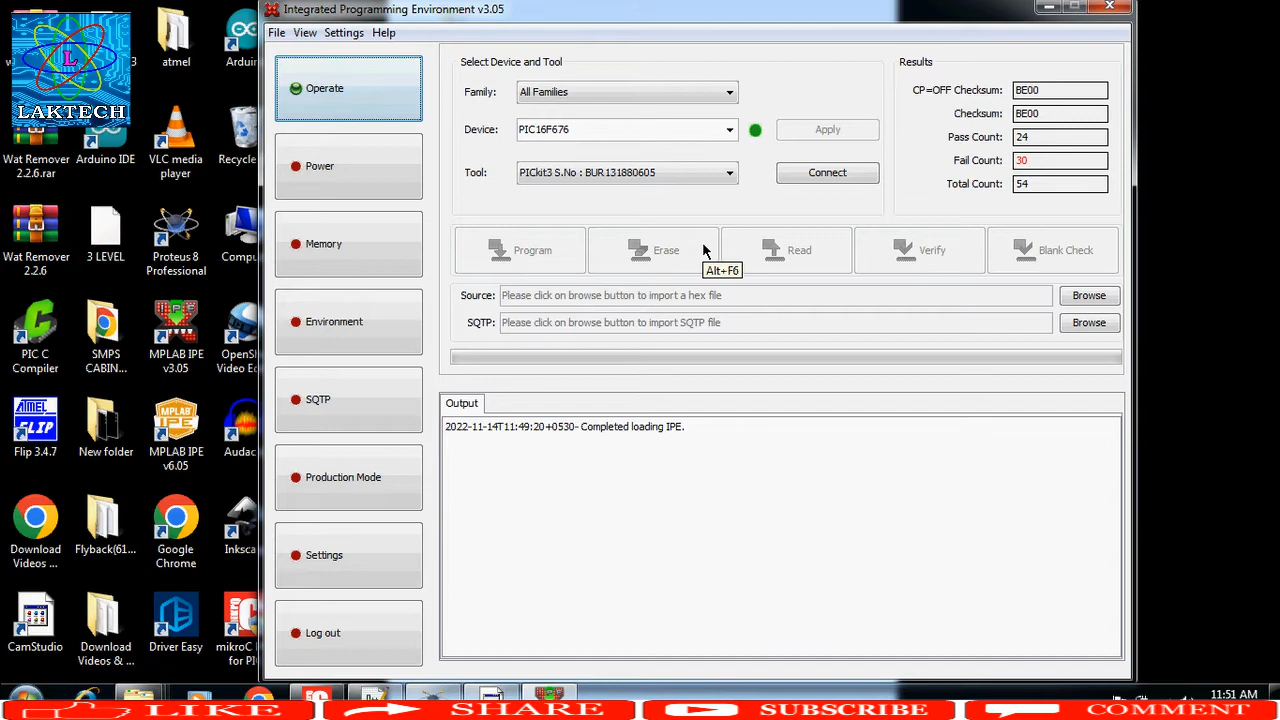 Integrated Programming Environment v3.05
File View Settings Help
L
LAKTECH
atmel
Wat Remover 2.2.6.rar
Arduino IDE
VLC media player
Wat Remover 2.2.6
3 LEVEL
Proteus 8 Professional
PIC C Compiler
SMPS CABIN...
MPLAB IPE v3.05
ATMEL
FLIP
Flip 3.4.7
New folder
MPLAB
IPE
MPLAB IPE v6.05
Download Videos ...
Flyback(61...
Google Chrome
CamStudio
Download Videos & ...
Driver Easy
Operate
Power
Memory
Environment
SQTP
Production Mode
Settings
Log out
Select Device and Tool
Family: All Families
Device: PIC16F676 Apply
Tool: PICkit3 S.No : BUR131880605 Connect
Results
CP=OFF Checksum: BE00
Checksum: BE00
Pass Count: 24
Fail Count: 30
Total Count: 54
Program Erase Read Verify Blank Check
Alt+F6
Source: Please click on browse button to import a hex file Browse
SQTP: Please click on browse button to import SQTP file Browse
Output
2022-11-14T11:49:20+0530- Completed loading IPE.
11:51 AM
LIKE SHARE SUBSCRIBE COMMENT